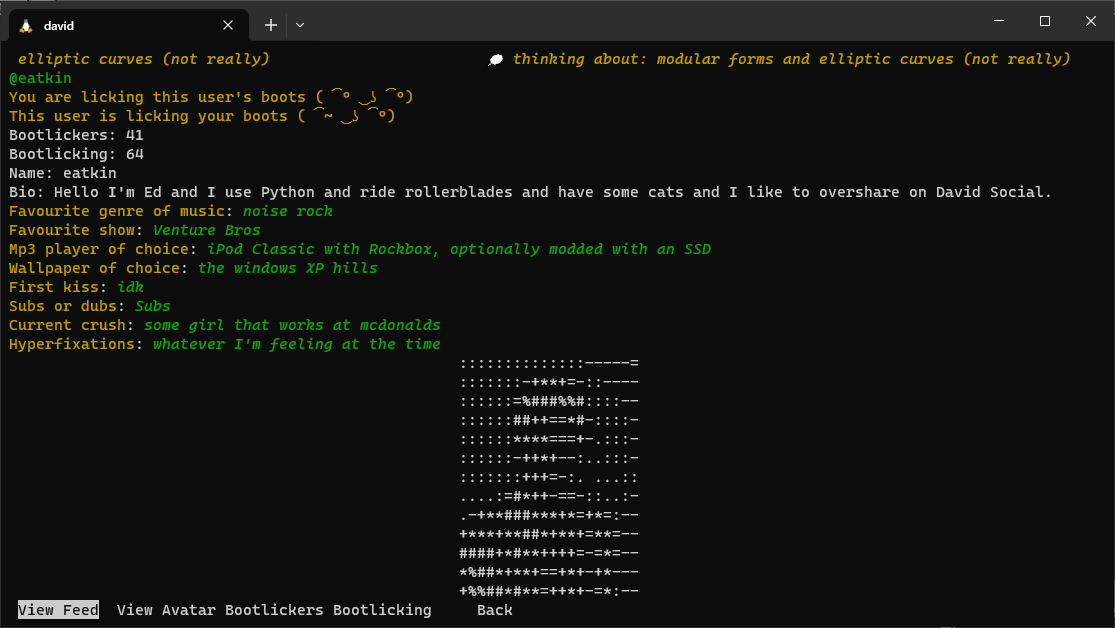 david
elliptic curves (not really) 💭 thinking about: modular forms and elliptic curves (not really)
@eatkin
You are licking this user's boots ( ͡° ͜ʖ ͡°)
This user is licking your boots ( ͡~ ͜ʖ ͡°)
Bootlickers: 41
Bootlicking: 64
Name: eatkin
Bio: Hello I'm Ed and I use Python and ride rollerblades and have some cats and I like to overshare on David Social.
Favourite genre of music: noise rock
Favourite show: Venture Bros
Mp3 player of choice: iPod Classic with Rockbox, optionally modded with an SSD
Wallpaper of choice: the windows XP hills
First kiss: idk
Subs or dubs: Subs
Current crush: some girl that works at mcdonalds
Hyperfixations: whatever I'm feeling at the time
::::::::::::::-----=
:::::::-+**+=-::----
::::::=%###%%#::::--
::::::##++==*#-::::-
::::::****===+-.:::-
::::::-++*+--:..:::-
:::::::+++=-:. ...::
....:=#*++-==-::..:-
.-+**###***+*=+*=:--
+***+**##*+**+=**=--
####+*#**++++=-=*=--
*%##*+**+==+*+-+*---
+%%##*#**=++*+-=*:--
View Feed View Avatar Bootlickers Bootlicking Back